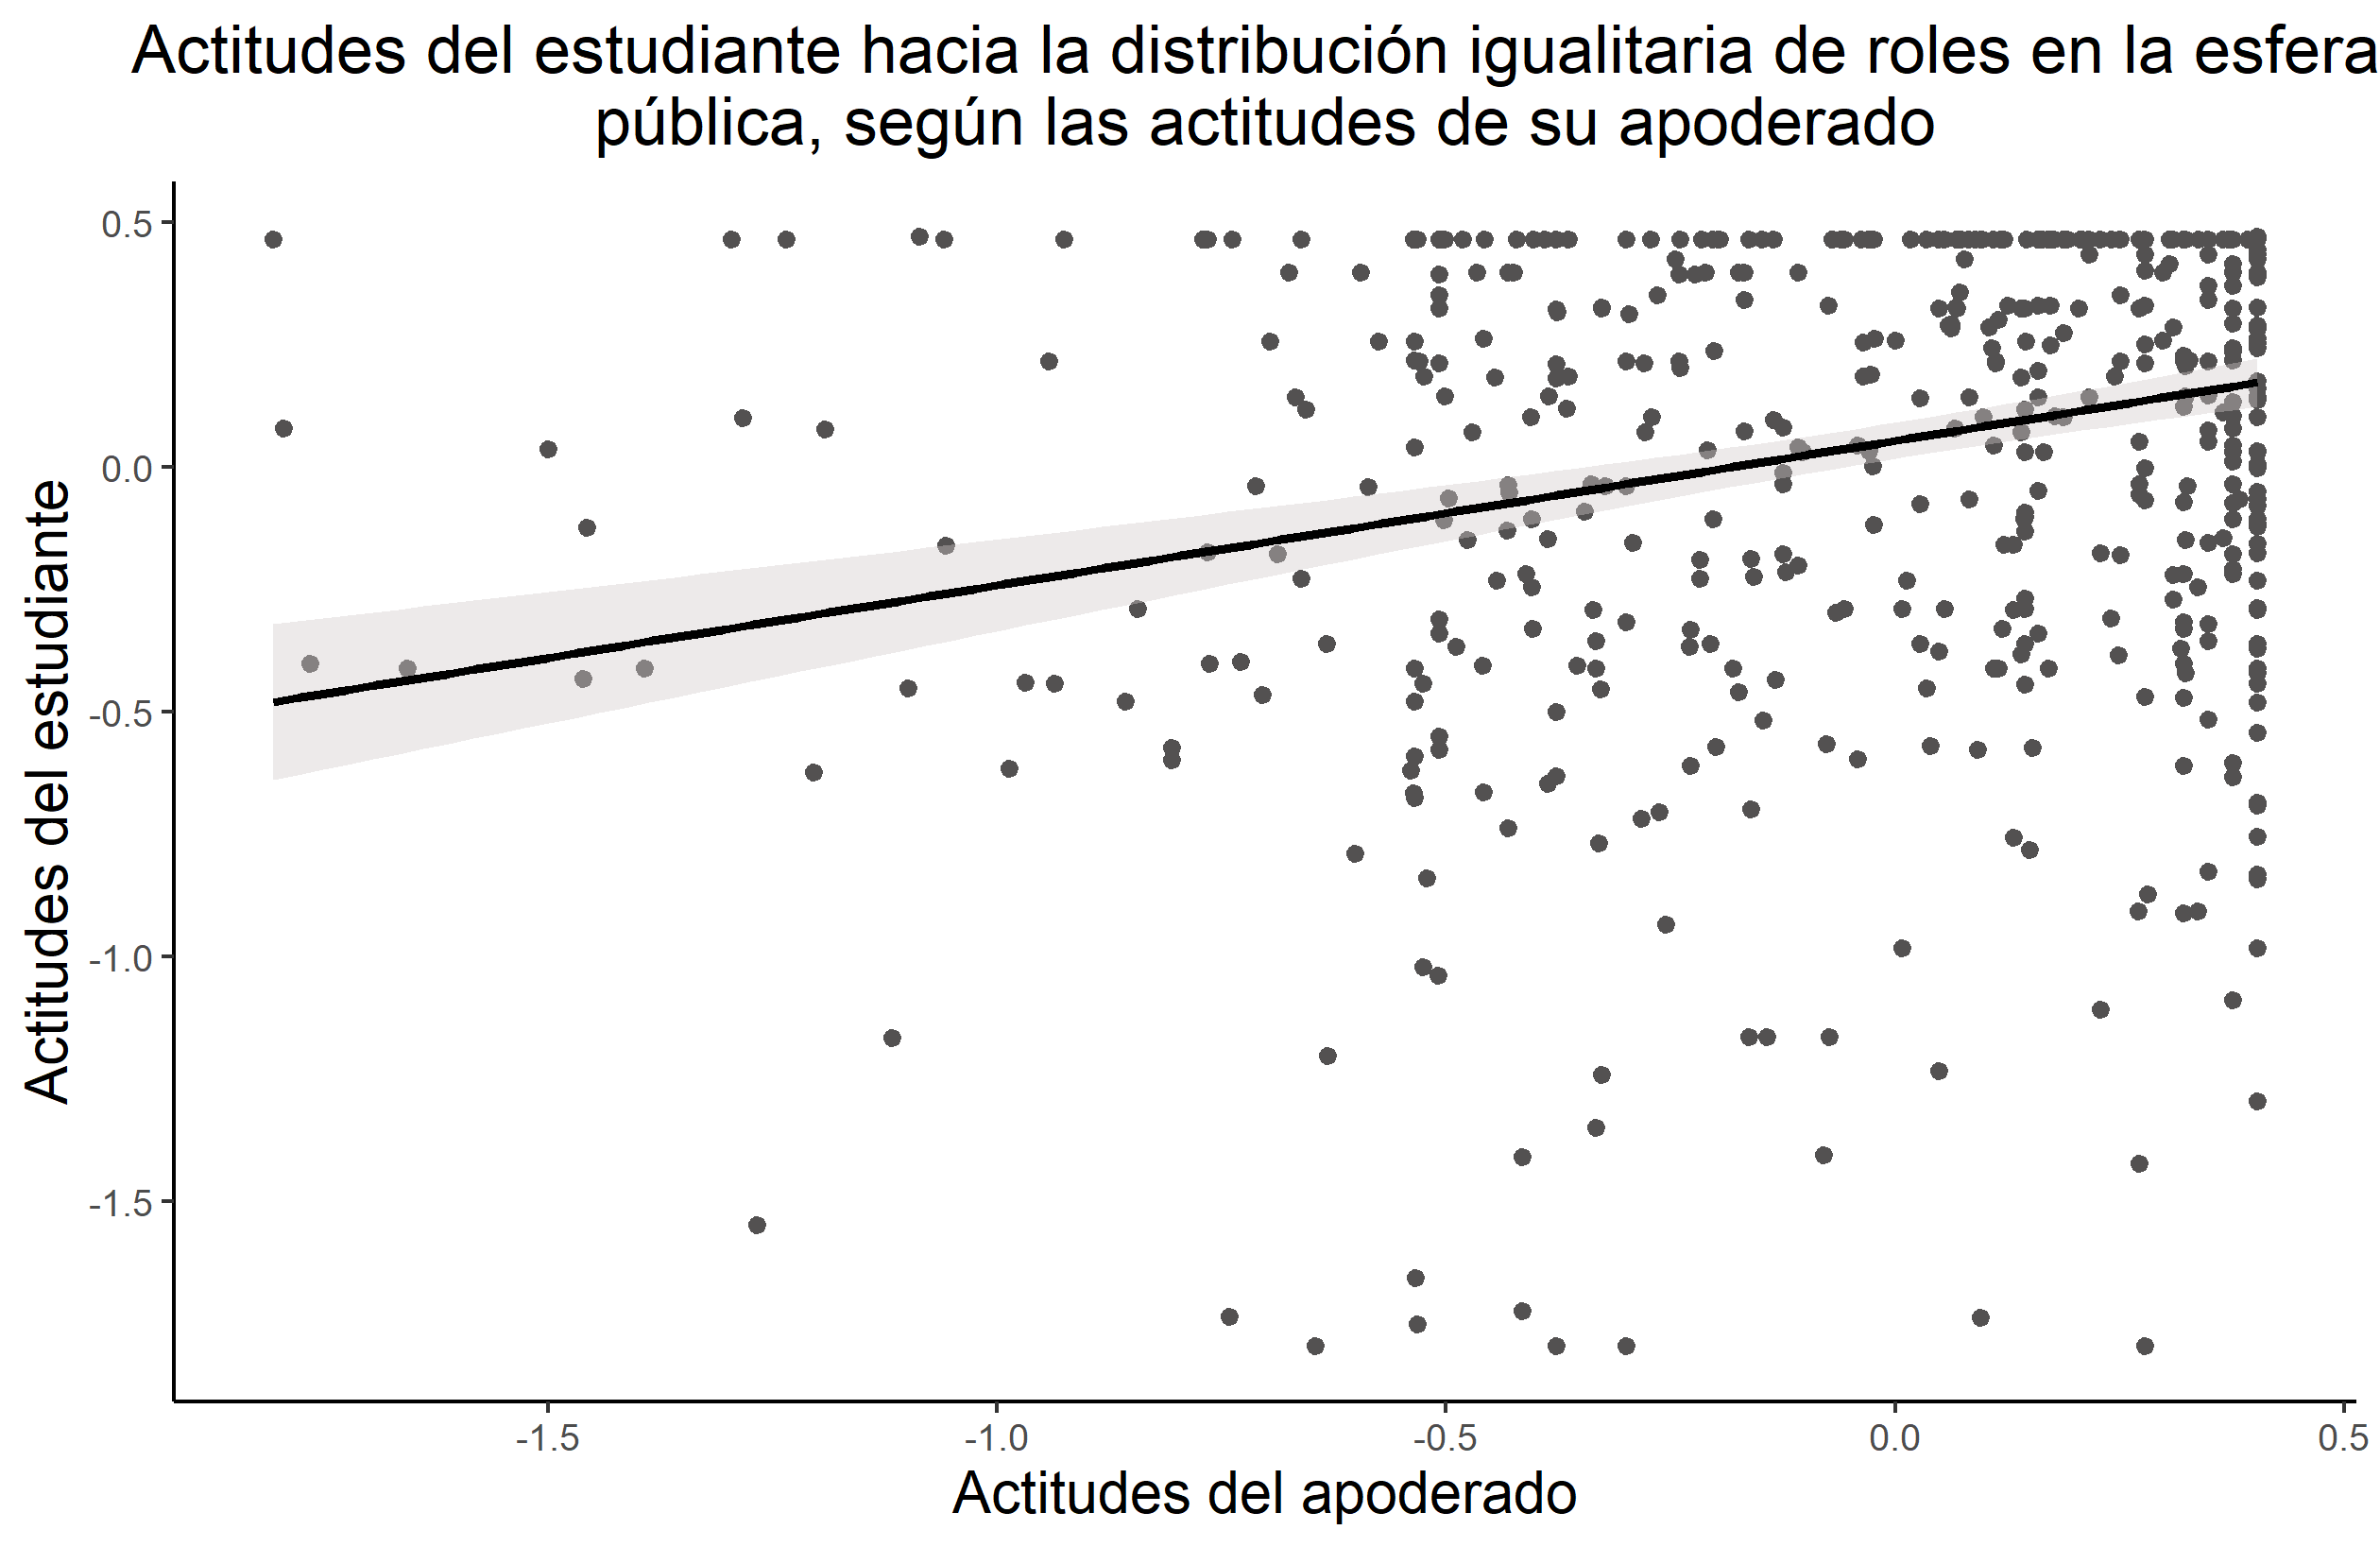 Actitudes del estudiante hacia la distribución igualitaria de roles en la esfera
pública, según las actitudes de su apoderado
Actitudes del estudiante
0.5
0.0
-0.5
-1.0
-1.5
-1.5
-1.0
-0.5
0.0
0.5
Actitudes del apoderado